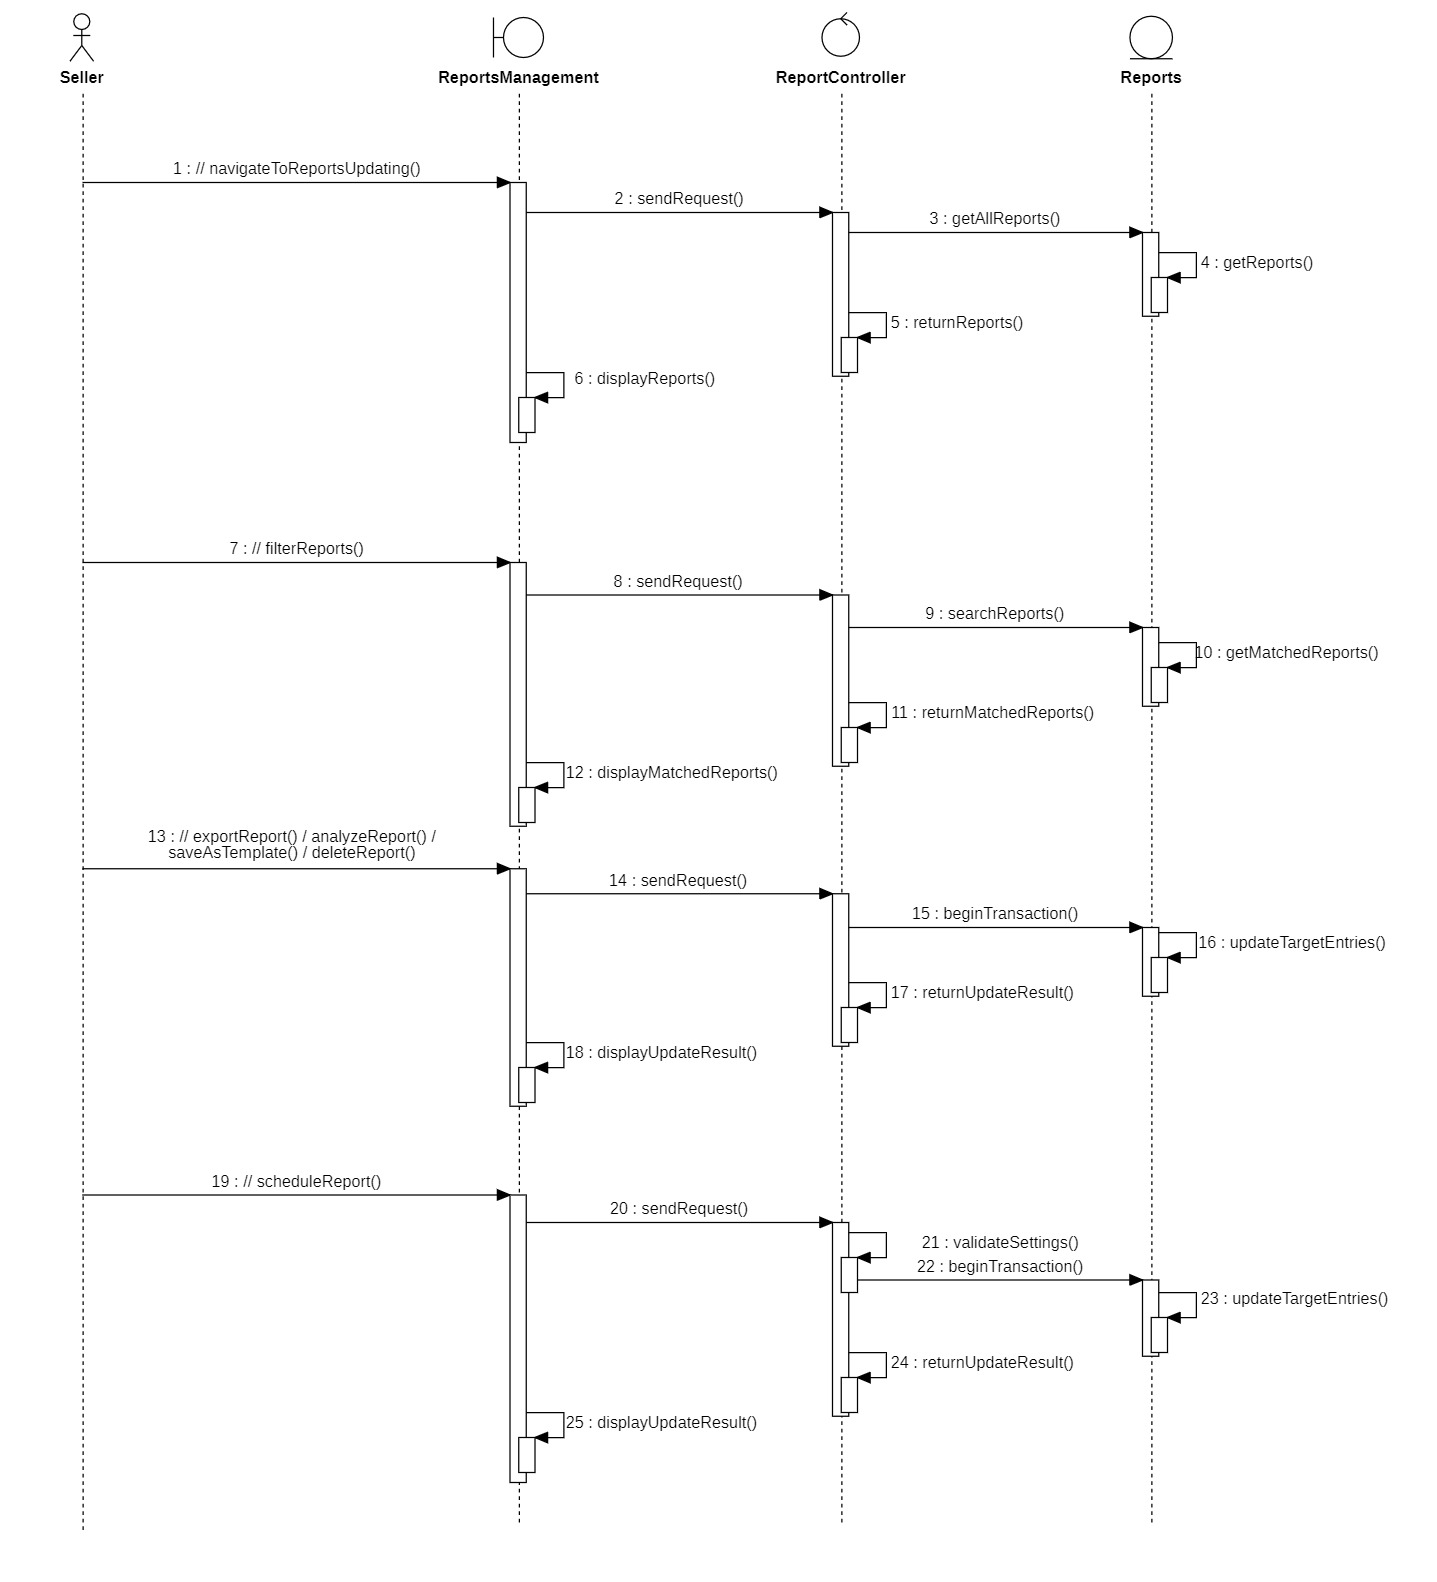 Seller
ReportsManagement
ReportController
Reports
1 : // navigateToReportsUpdating()
2 : sendRequest()
3 : getAllReports()
4 : getReports()
5 : returnReports()
6 : displayReports()
7 : // filterReports()
8 : sendRequest()
9 : searchReports()
10 : getMatchedReports()
11 : returnMatchedReports()
12 : displayMatchedReports()
13 : // exportReport() / analyzeReport() /
saveAsTemplate() / deleteReport()
14 : sendRequest()
15 : beginTransaction()
16 : updateTargetEntries()
17 : returnUpdateResult()
18 : displayUpdateResult()
19 : // scheduleReport()
20 : sendRequest()
21 : validateSettings()
22 : beginTransaction()
23 : updateTargetEntries()
24 : returnUpdateResult()
25 : displayUpdateResult()